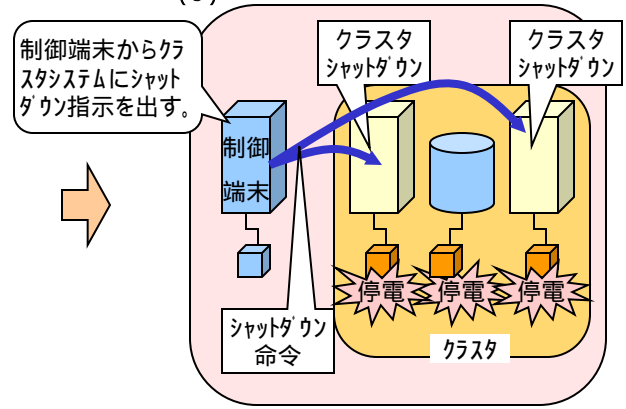 制御端末からｸﾗ
ｽﾀｼｽﾃﾑにｼｬｯﾄ
ﾀﾞｳﾝ指示を出す。
クラスタ
ｼｬｯﾄﾀﾞウン
クラスタ
ｼｬｯﾄﾀﾞウン
制御
端末
停電
停電
停電
ｼｬｯﾄﾀﾞｳﾝ
命令
ｸﾗｽﾀ